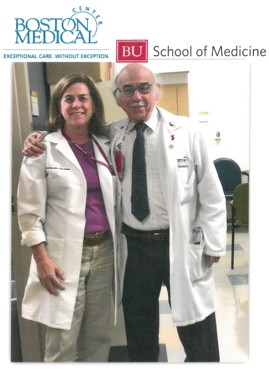 BOSTON
MEDICAL
CENTER
EXCEPTIONAL CARE. WITHOUT EXCEPTION.
BU School of Medicine